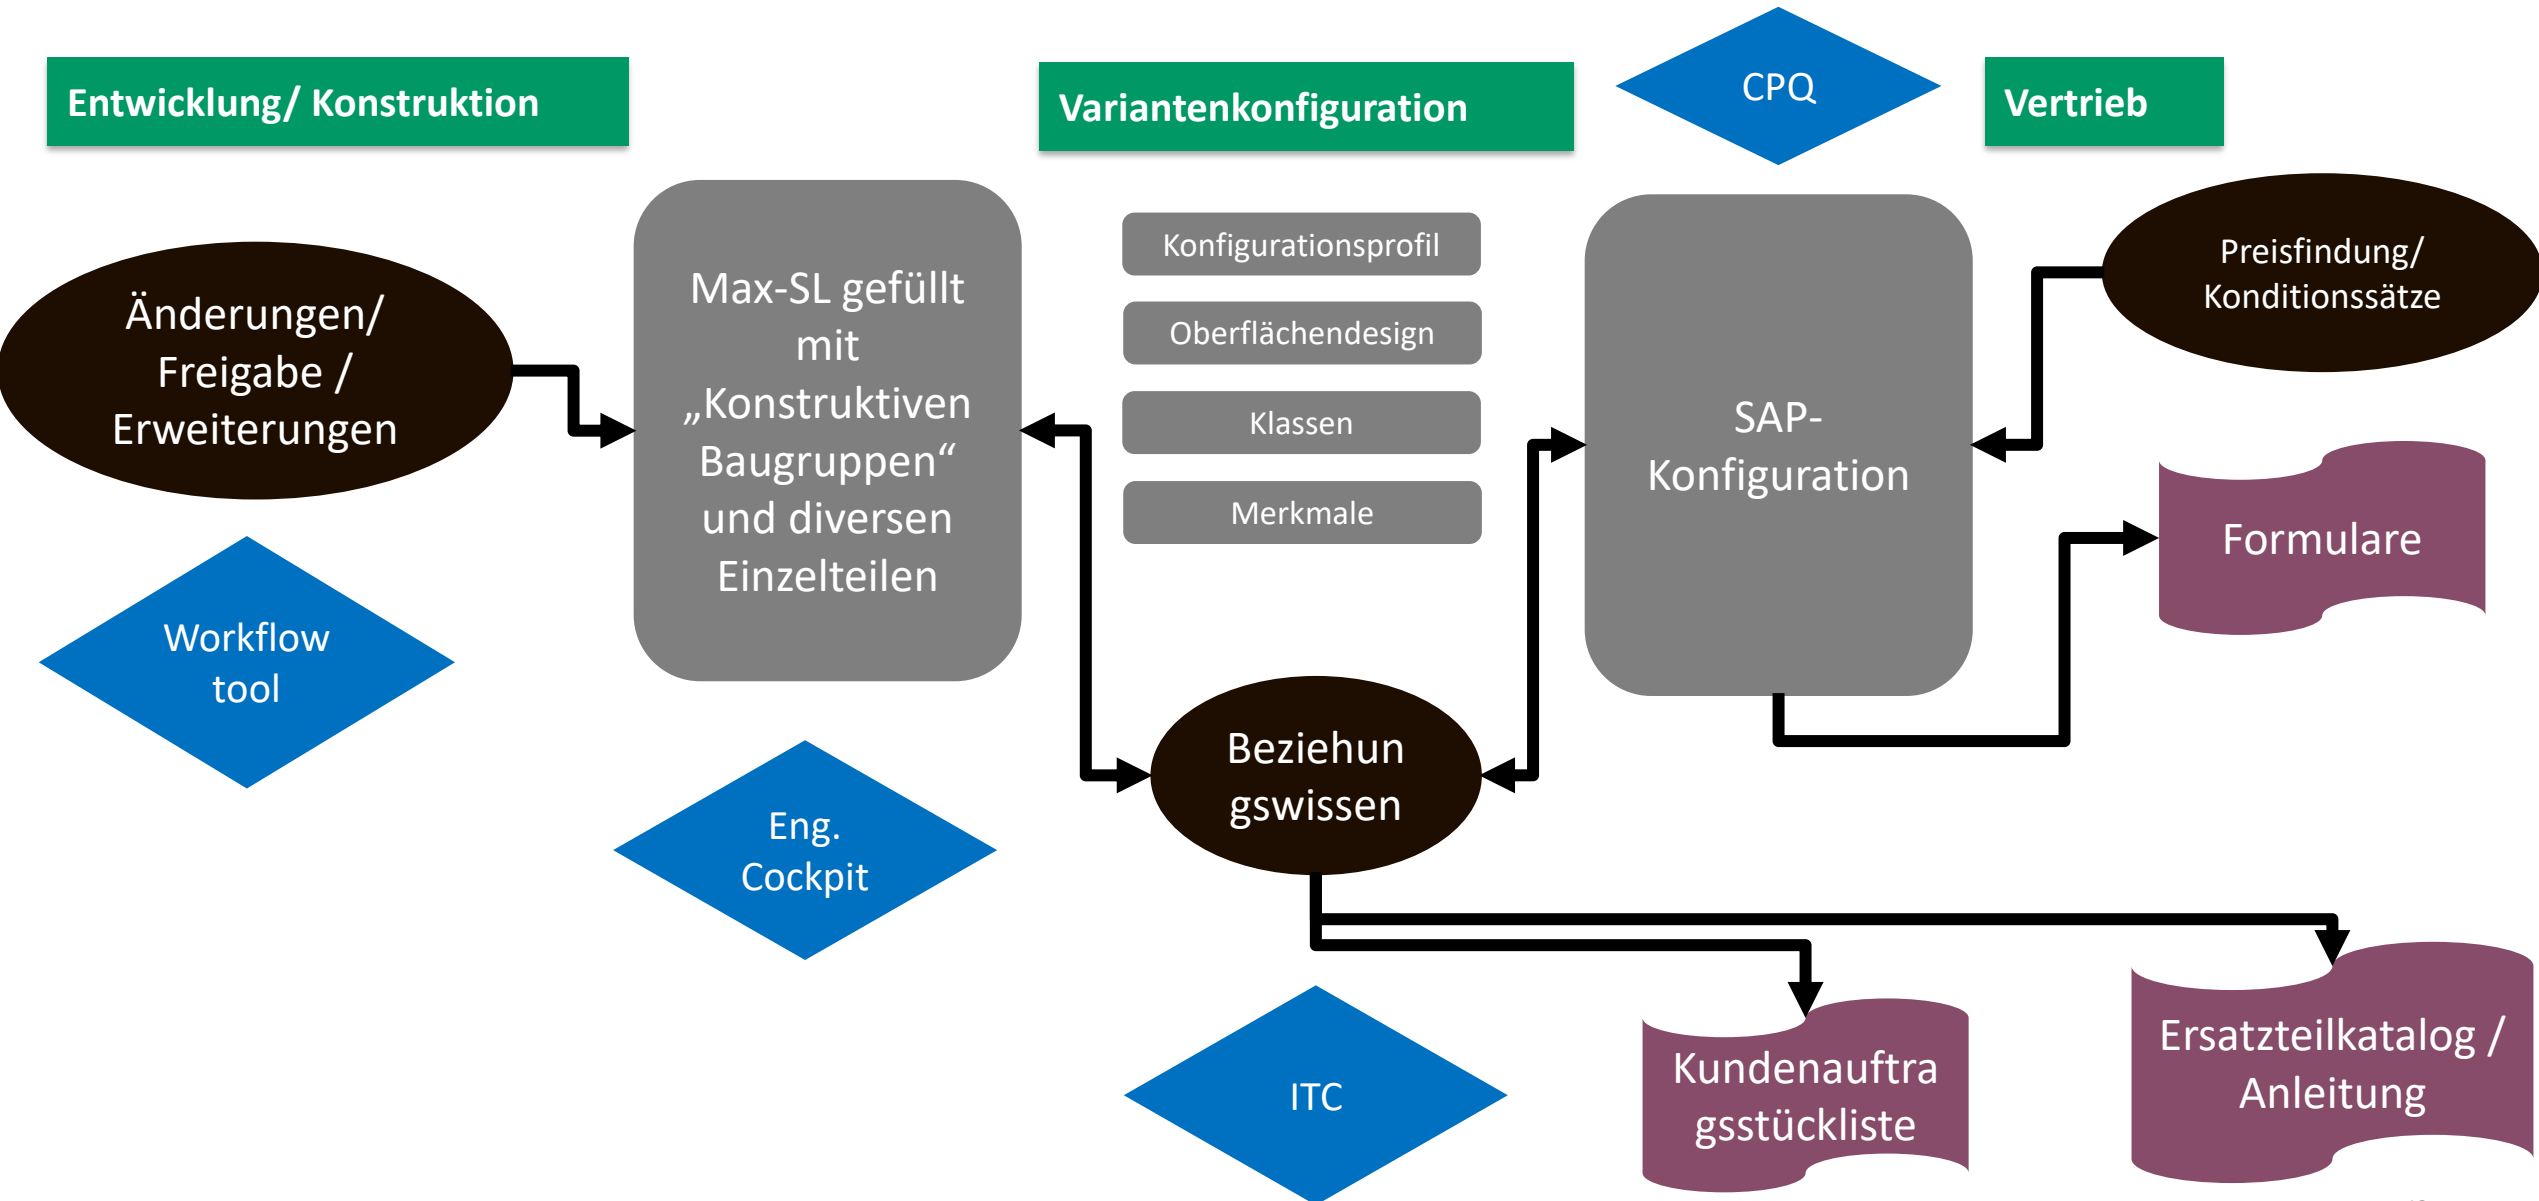 Entwicklung/ Konstruktion
Variantenkonfiguration
CPQ
Vertrieb
Änderungen/
Freigabe /
Erweiterungen
Workflow
tool
Max-SL gefüllt
mit
„Konstruktiven
Baugruppen“
und diversen
Einzelteilen
Eng.
Cockpit
Konfigurationsprofil
Oberflächendesign
Klassen
Merkmale
Beziehun
gswissen
ITC
SAP-
Konfiguration
Preisfindung/
Konditionssätze
Formulare
Kundenauftra
gsstückliste
Ersatzteilkatalog /
Anleitung